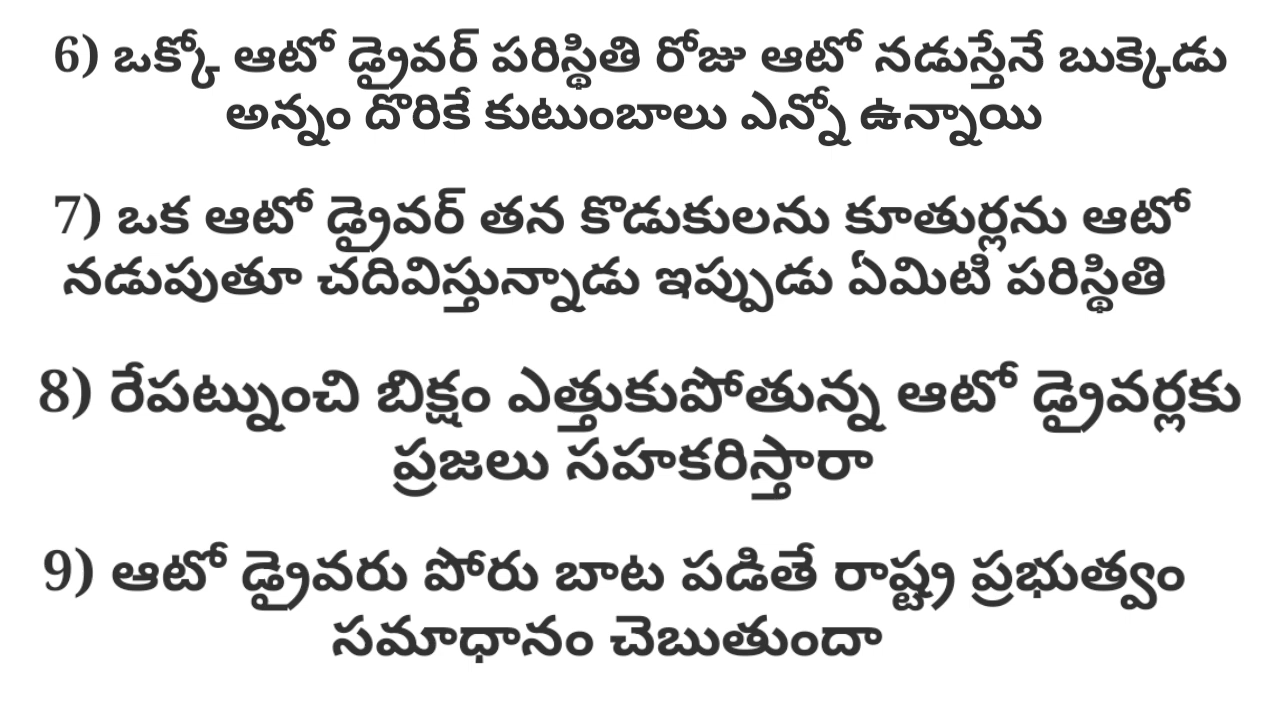 6) ఒక్కో ఆటో డ్రైవర్ పరిస్థితి రోజు ఆటో నడుస్తేనే బుక్కెడు
అన్నం దొరికే కుటుంబాలు ఎన్నో ఉన్నాయి
7) ఒక ఆటో డ్రైవర్ తన కొడుకులను కూతుర్లను ఆటో
నడుపుతూ చదివిస్తున్నాడు ఇప్పుడు ఏమిటి పరిస్థితి
8) రేపట్నుంచి బిక్షం ఎత్తుకుపోతున్న ఆటో డ్రైవర్లకు
ప్రజలు సహకరిస్తారా
9) ఆటో డ్రైవరు పోరు బాట పడితే రాష్ట్ర ప్రభుత్వం
సమాధానం చెబుతుందా